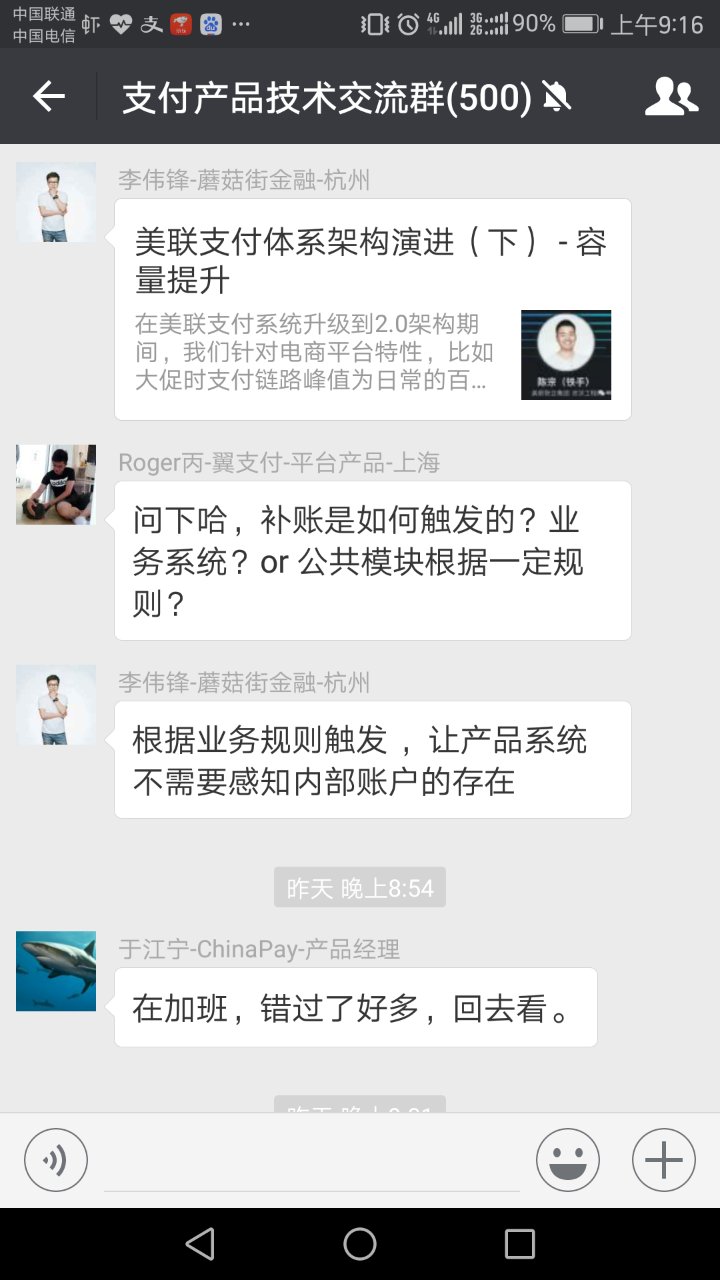 中国联通
中国电信
虾
支
4G
3G
2G
90%
上午9:16
支付产品技术交流群(500)
李伟锋-蘑菇街金融-杭州
美联支付体系架构演进（下）- 容
量提升
在美联支付系统升级到2.0架构期
间，我们针对电商平台特性，比如
大促时支付链路峰值为日常的百...
陈宗（铁手）
Roger丙-翼支付-平台产品-上海
问下哈，补账是如何触发的？业
务系统？or 公共模块根据一定规
则？
李伟锋-蘑菇街金融-杭州
根据业务规则触发 ，让产品系统
不需要感知内部账户的存在
昨天 晚上8:54
于江宁-ChinaPay-产品经理
在加班，错过了好多，回去看。